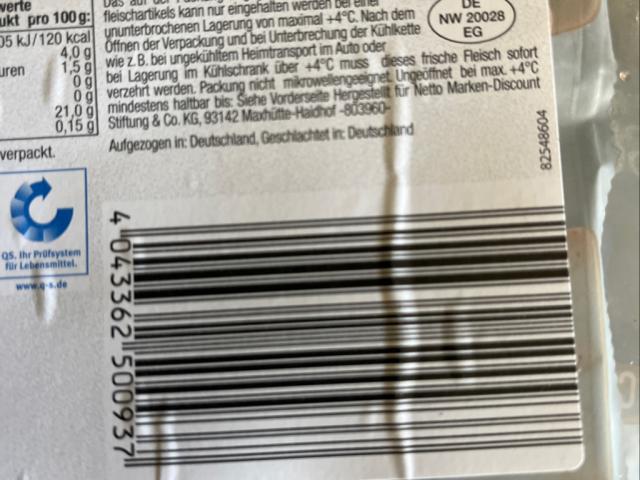 werte
ukt pro 100g:
05 kJ/120 kcal
4,0 g
uren 1,5 g
0 g
0 g
21,0 g
0,15 g
verpackt.
fleischartikels kann nur eingehalten werden bei einer
ununterbrochenen Lagerung von maximal +4°C. Nach dem
Öffnen der Verpackung und bei Unterbrechung der Kühlkette
wie z. B. bei ungekühltem Heimtransport im Auto oder
bei Lagerung im Kühlschrank über +4°C muss dieses frische Fleisch sofort
verzehrt werden. Packung nicht mikrowellengeeignet. Ungeöffnet bei max. +4°C
mindestens haltbar bis: Siehe Vorderseite Hergestellt für Netto Marken-Discount
Stiftung & Co. KG, 93142 Maxhütte-Haidhof -803960-
Aufgezogen in: Deutschland, Geschlachtet in: Deutschland
DE
NW 20028
EG
82548604
QS. Ihr Prüfsystem
für Lebensmittel.
www.q-s.de
4 043362 500937